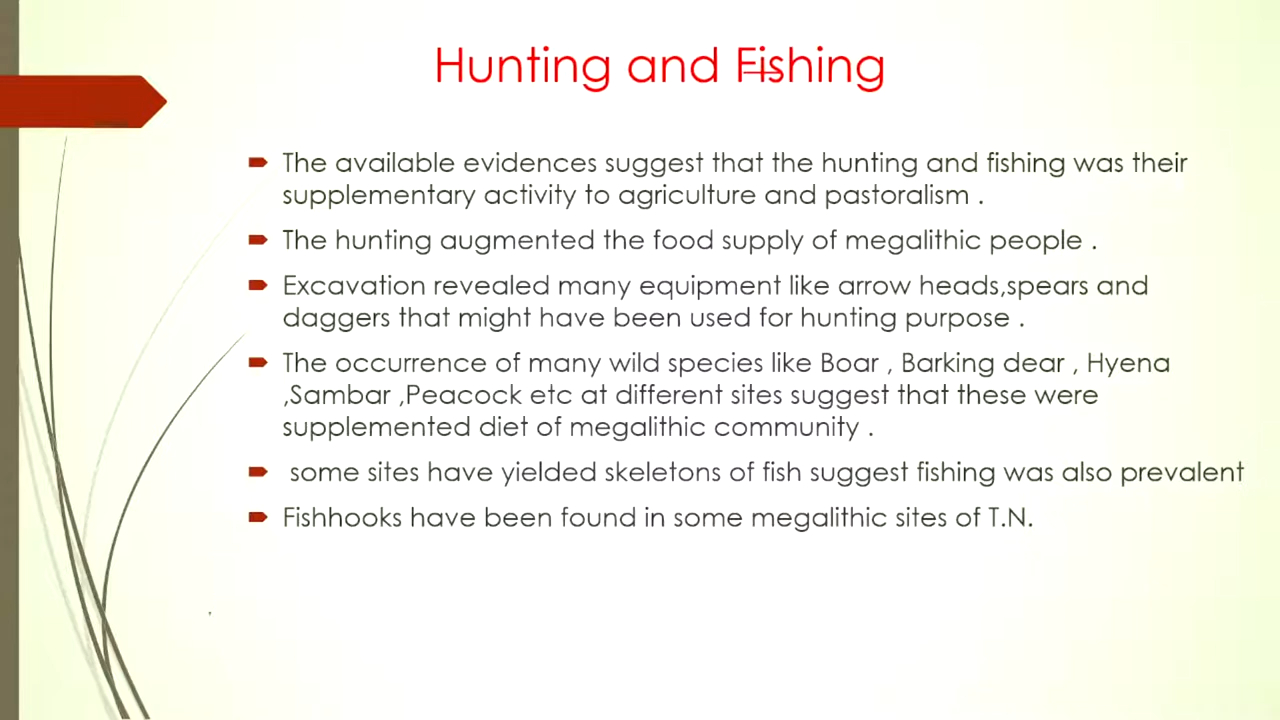 Hunting and Fishing
The available evidences suggest that the hunting and fishing was their
supplementary activity to agriculture and pastoralism .
The hunting augmented the food supply of megalithic people .
Excavation revealed many equipment like arrow heads,spears and
daggers that might have been used for hunting purpose .
The occurrence of many wild species like Boar , Barking dear , Hyena
,Sambar ,Peacock etc at different sites suggest that these were
supplemented diet of megalithic community .
some sites have yielded skeletons of fish suggest fishing was also prevalent
Fishhooks have been found in some megalithic sites of T.N.